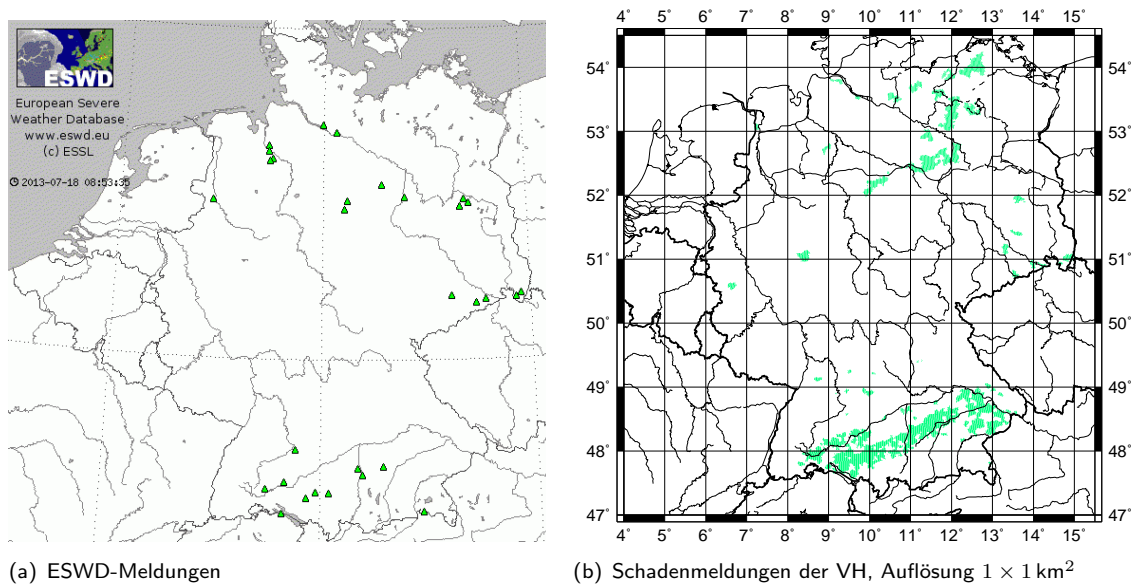 ESWD
European Severe
Weather Database
www.eswd.eu
(c) ESSL
2013-07-18 08:53:35
4° 5° 6° 7° 8° 9° 10° 11° 12° 13° 14° 15°
54° 54°
53° 53°
52° 52°
51° 51°
50° 50°
49° 49°
48° 48°
47° 47°
4° 5° 6° 7° 8° 9° 10° 11° 12° 13° 14° 15°
(a) ESWD-Meldungen
(b) Schadenmeldungen der VH, Auflösung 1 × 1 km²